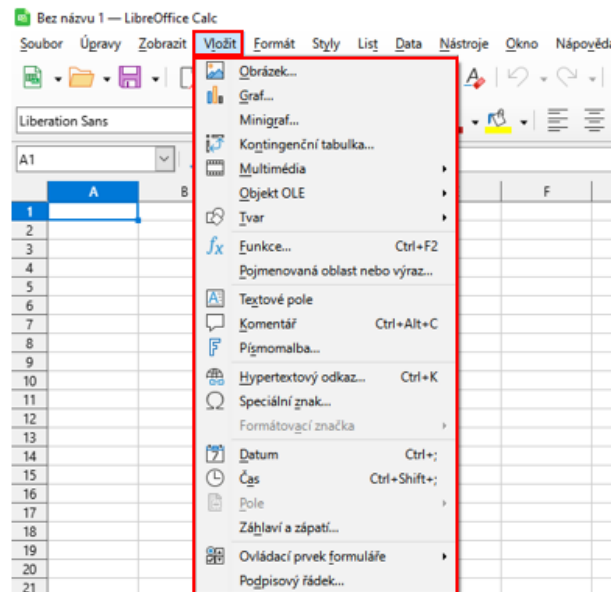 Bez názvu 1 — LibreOffice Calc
Soubor Úpravy Zobrazit Vložit Formát Styly List Data Nástroje Okno Nápověda
Liberation Sans
A1
A B F
1
2
3
4
5
6
7
8
9
10
11
12
13
14
15
16
17
18
19
20
21
Obrázek...
Graf...
Minigraf...
Kontingenční tabulka...
Multimédia
Objekt OLE
Tvar
Funkce... Ctrl+F2
Pojmenovaná oblast nebo výraz...
Textové pole
Komentář Ctrl+Alt+C
Písmomalba...
Hypertextový odkaz... Ctrl+K
Speciální znak...
Formátovací značka
Datum Ctrl+;
Čas Ctrl+Shift+;
Pole
Záhlaví a zápatí...
Ovládací prvek formuláře
Podpisový řádek...